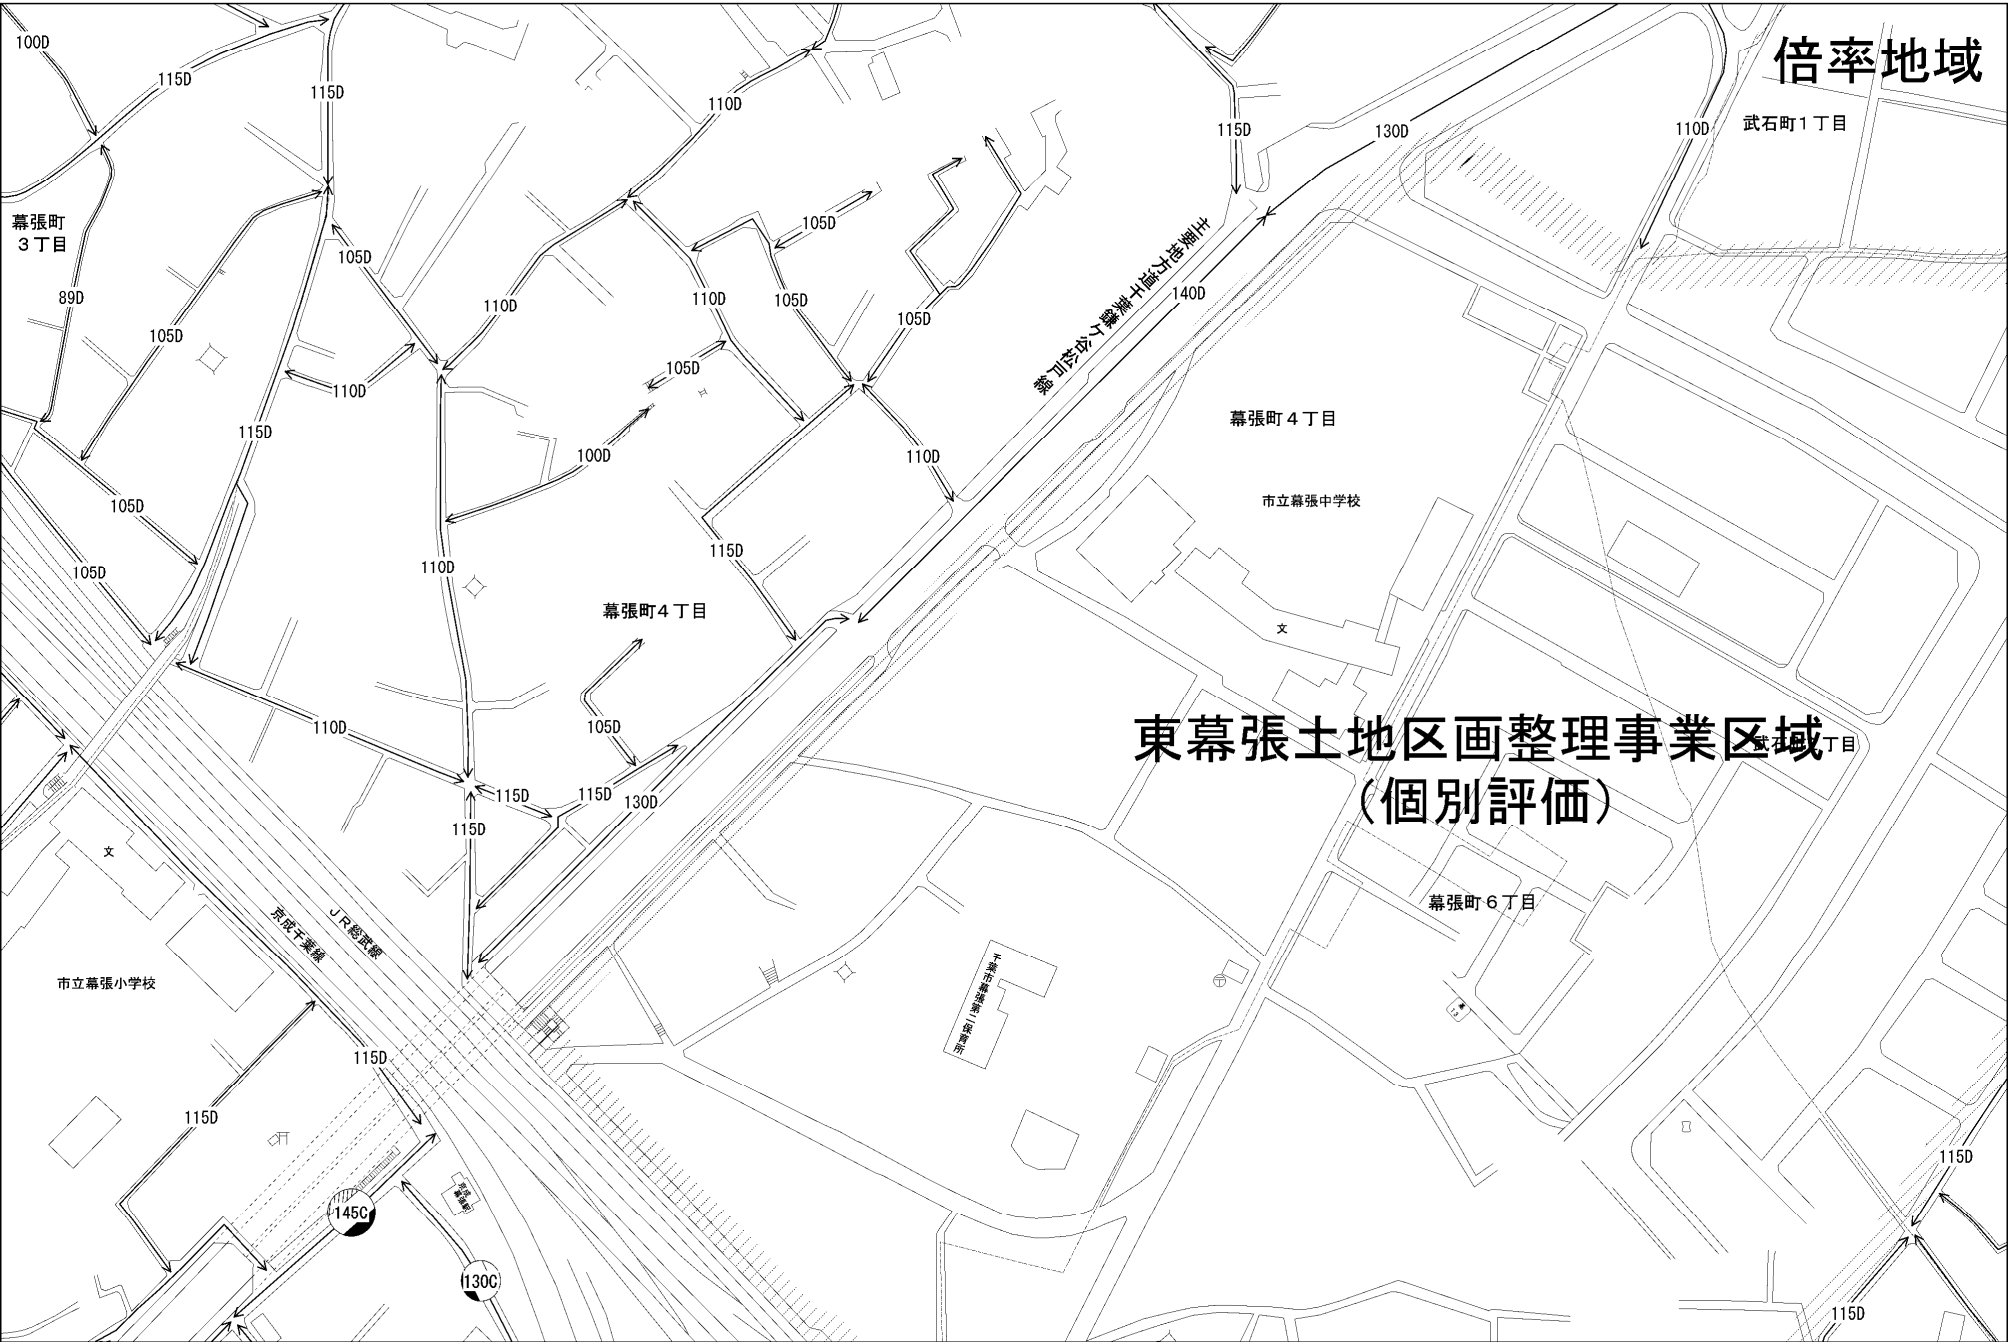 倍率地域
100D
115D
115D
110D
115D
130D
110D
武石町1丁目
幕張町
3丁目
105D
105D
89D
110D
110D
105D
105D
105D
140D
主要地方道千葉鎌ケ谷松戸線
105D
110D
115D
105D
100D
110D
幕張町4丁目
市立幕張中学校
105D
105D
110D
115D
幕張町4丁目
文
110D
105D
東幕張土地区画整理事業区域
(個別評価)
丁目
115D
115D
130D
115D
文
幕張町6丁目
JR総武線
京成千葉線
市立幕張小学校
千葉市幕張第二保育所
115D
115D
115D
145C
130C
115D